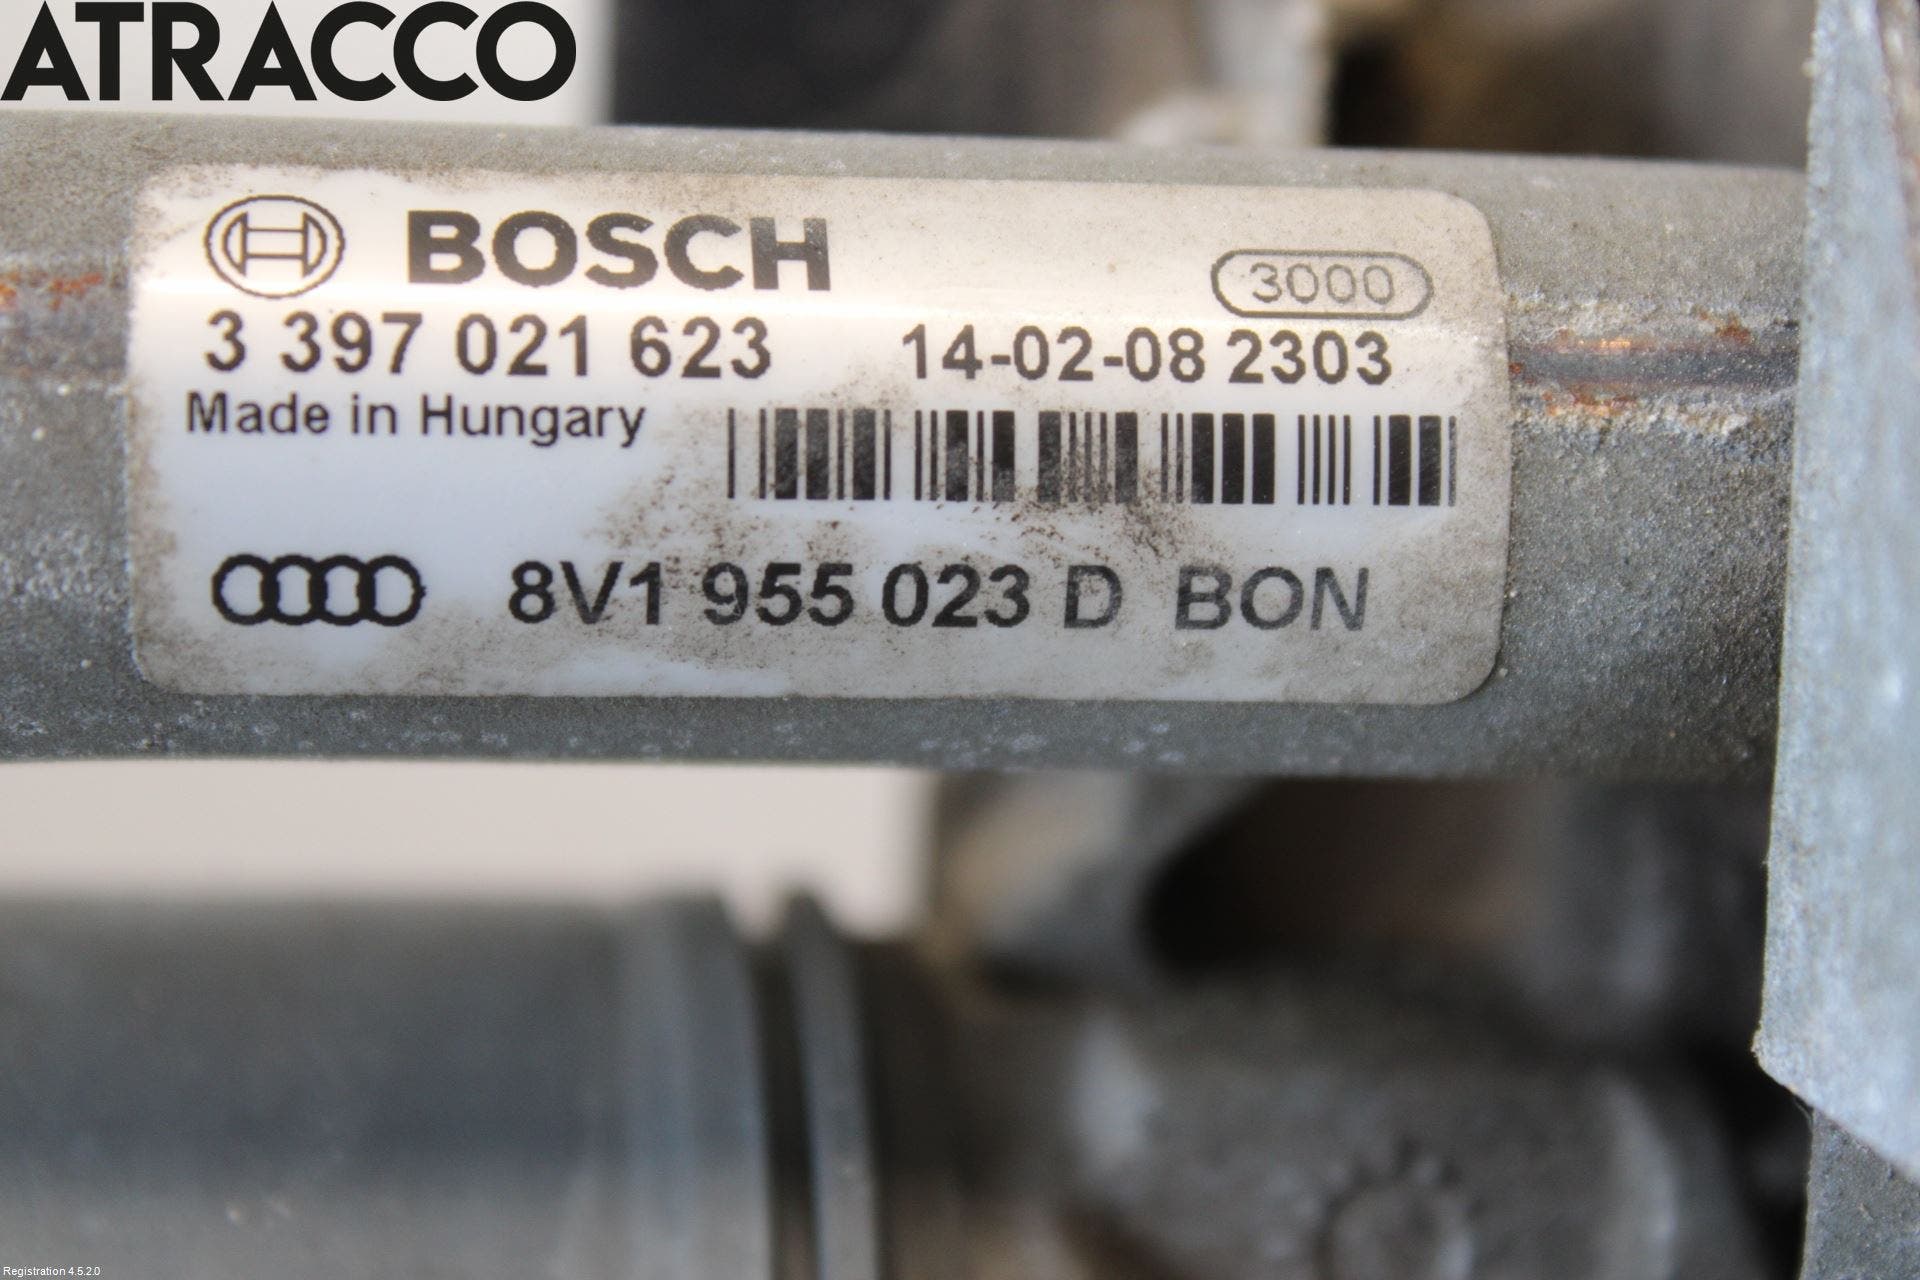 ATRACCO
BOSCH
3000
3 397 021 623 14-02-08 2303
Made in Hungary
8V1 955 023 D BON
Registration 4.5.2.0